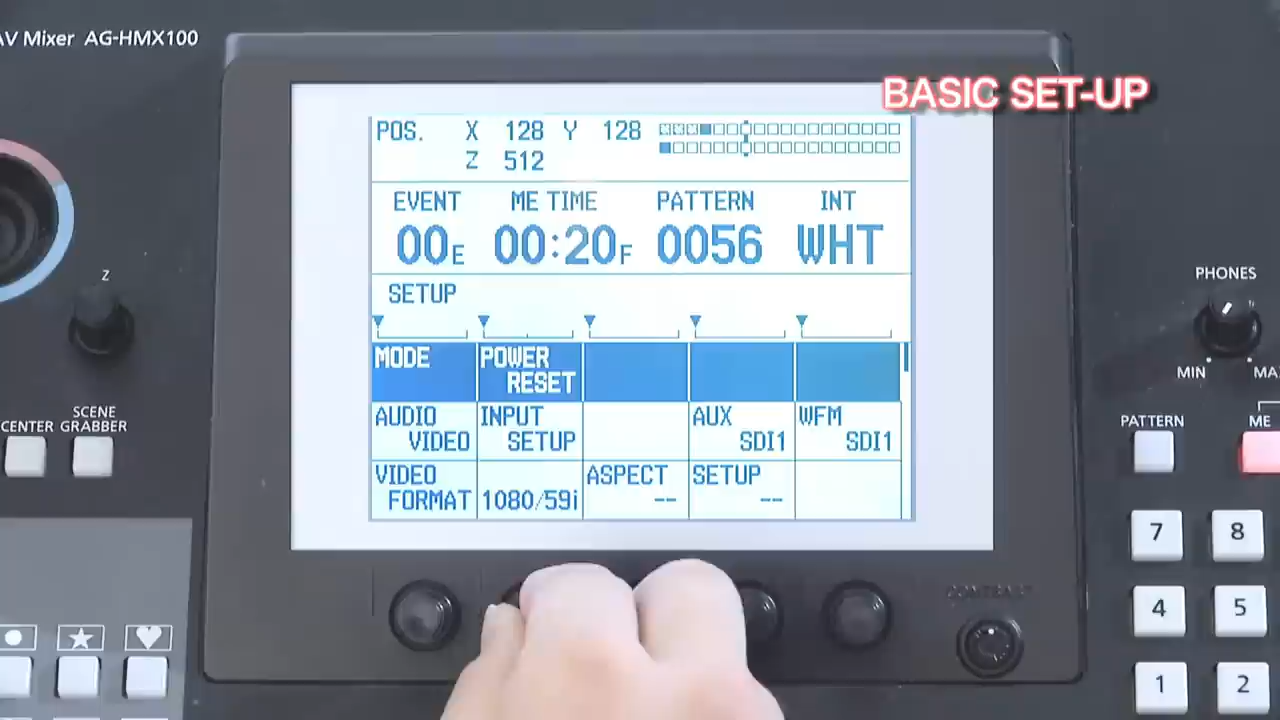 AV Mixer AG-HMX100
BASIC SET-UP
POS. X 128 Y 128
Z 512
EVENT ME TIME PATTERN INT
00E 00:20F 0056 WHT
SETUP
MODE POWER RESET
AUDIO VIDEO INPUT SETUP AUX SDI1 WFM SDI1
VIDEO FORMAT 1080/59i ASPECT -- SETUP --
Z
CENTER SCENE GRABBER
PHONES
MIN MAX
PATTERN ME
7 8
4 5
1 2
CONTRAST